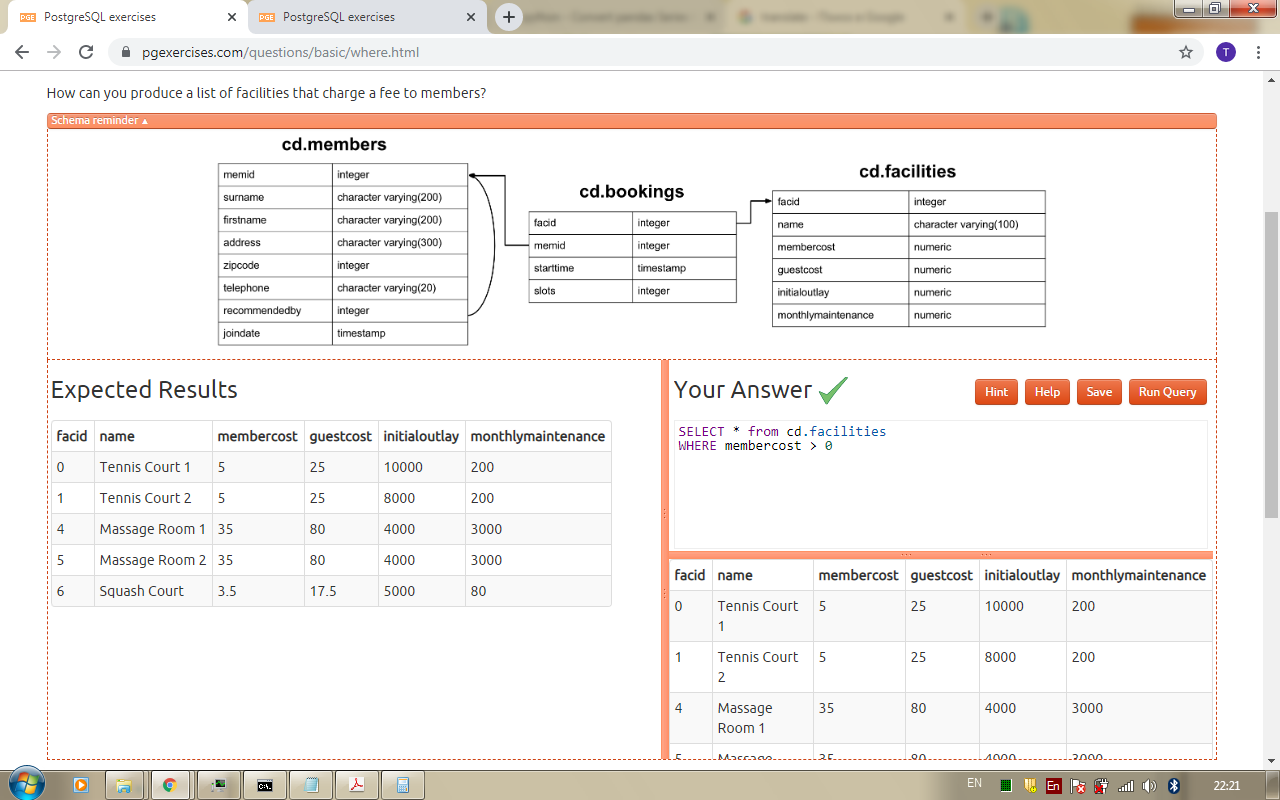 PostgreSQL exercises
PostgreSQL exercises
pgexercises.com/questions/basic/where.html
T
How can you produce a list of facilities that charge a fee to members?
Schema reminder ▲
cd.members
memid integer
surname character varying(200)
firstname character varying(200)
address character varying(300)
zipcode integer
telephone character varying(20)
recommendedby integer
joindate timestamp
cd.bookings
facid integer
memid integer
starttime timestamp
slots integer
cd.facilities
facid integer
name character varying(100)
membercost numeric
guestcost numeric
initialoutlay numeric
monthlymaintenance numeric
Expected Results
facid name membercost guestcost initialoutlay monthlymaintenance
0 Tennis Court 1 5 25 10000 200
1 Tennis Court 2 5 25 8000 200
4 Massage Room 1 35 80 4000 3000
5 Massage Room 2 35 80 4000 3000
6 Squash Court 3.5 17.5 5000 80
Your Answer
Hint Help Save Run Query
SELECT * from cd.facilities
WHERE membercost > 0
facid name membercost guestcost initialoutlay monthlymaintenance
0 Tennis Court 5 25 10000 200
1
1 Tennis Court 5 25 8000 200
2
4 Massage 35 80 4000 3000
Room 1
5 Massage 35 80 4000 3000
EN En 22:21